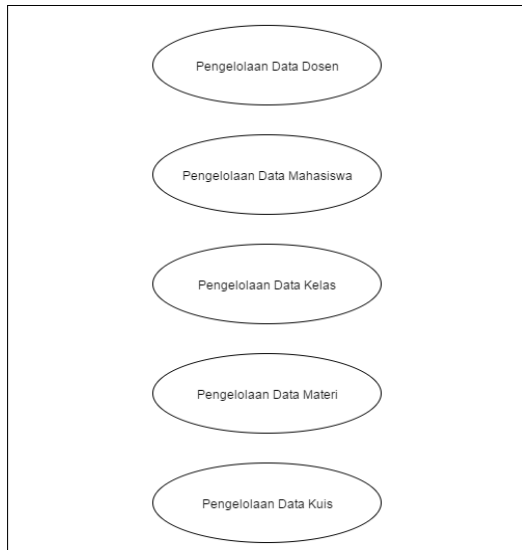 Pengelolaan Data Dosen
Pengelolaan Data Mahasiswa
Pengelolaan Data Kelas
Pengelolaan Data Materi
Pengelolaan Data Kuis